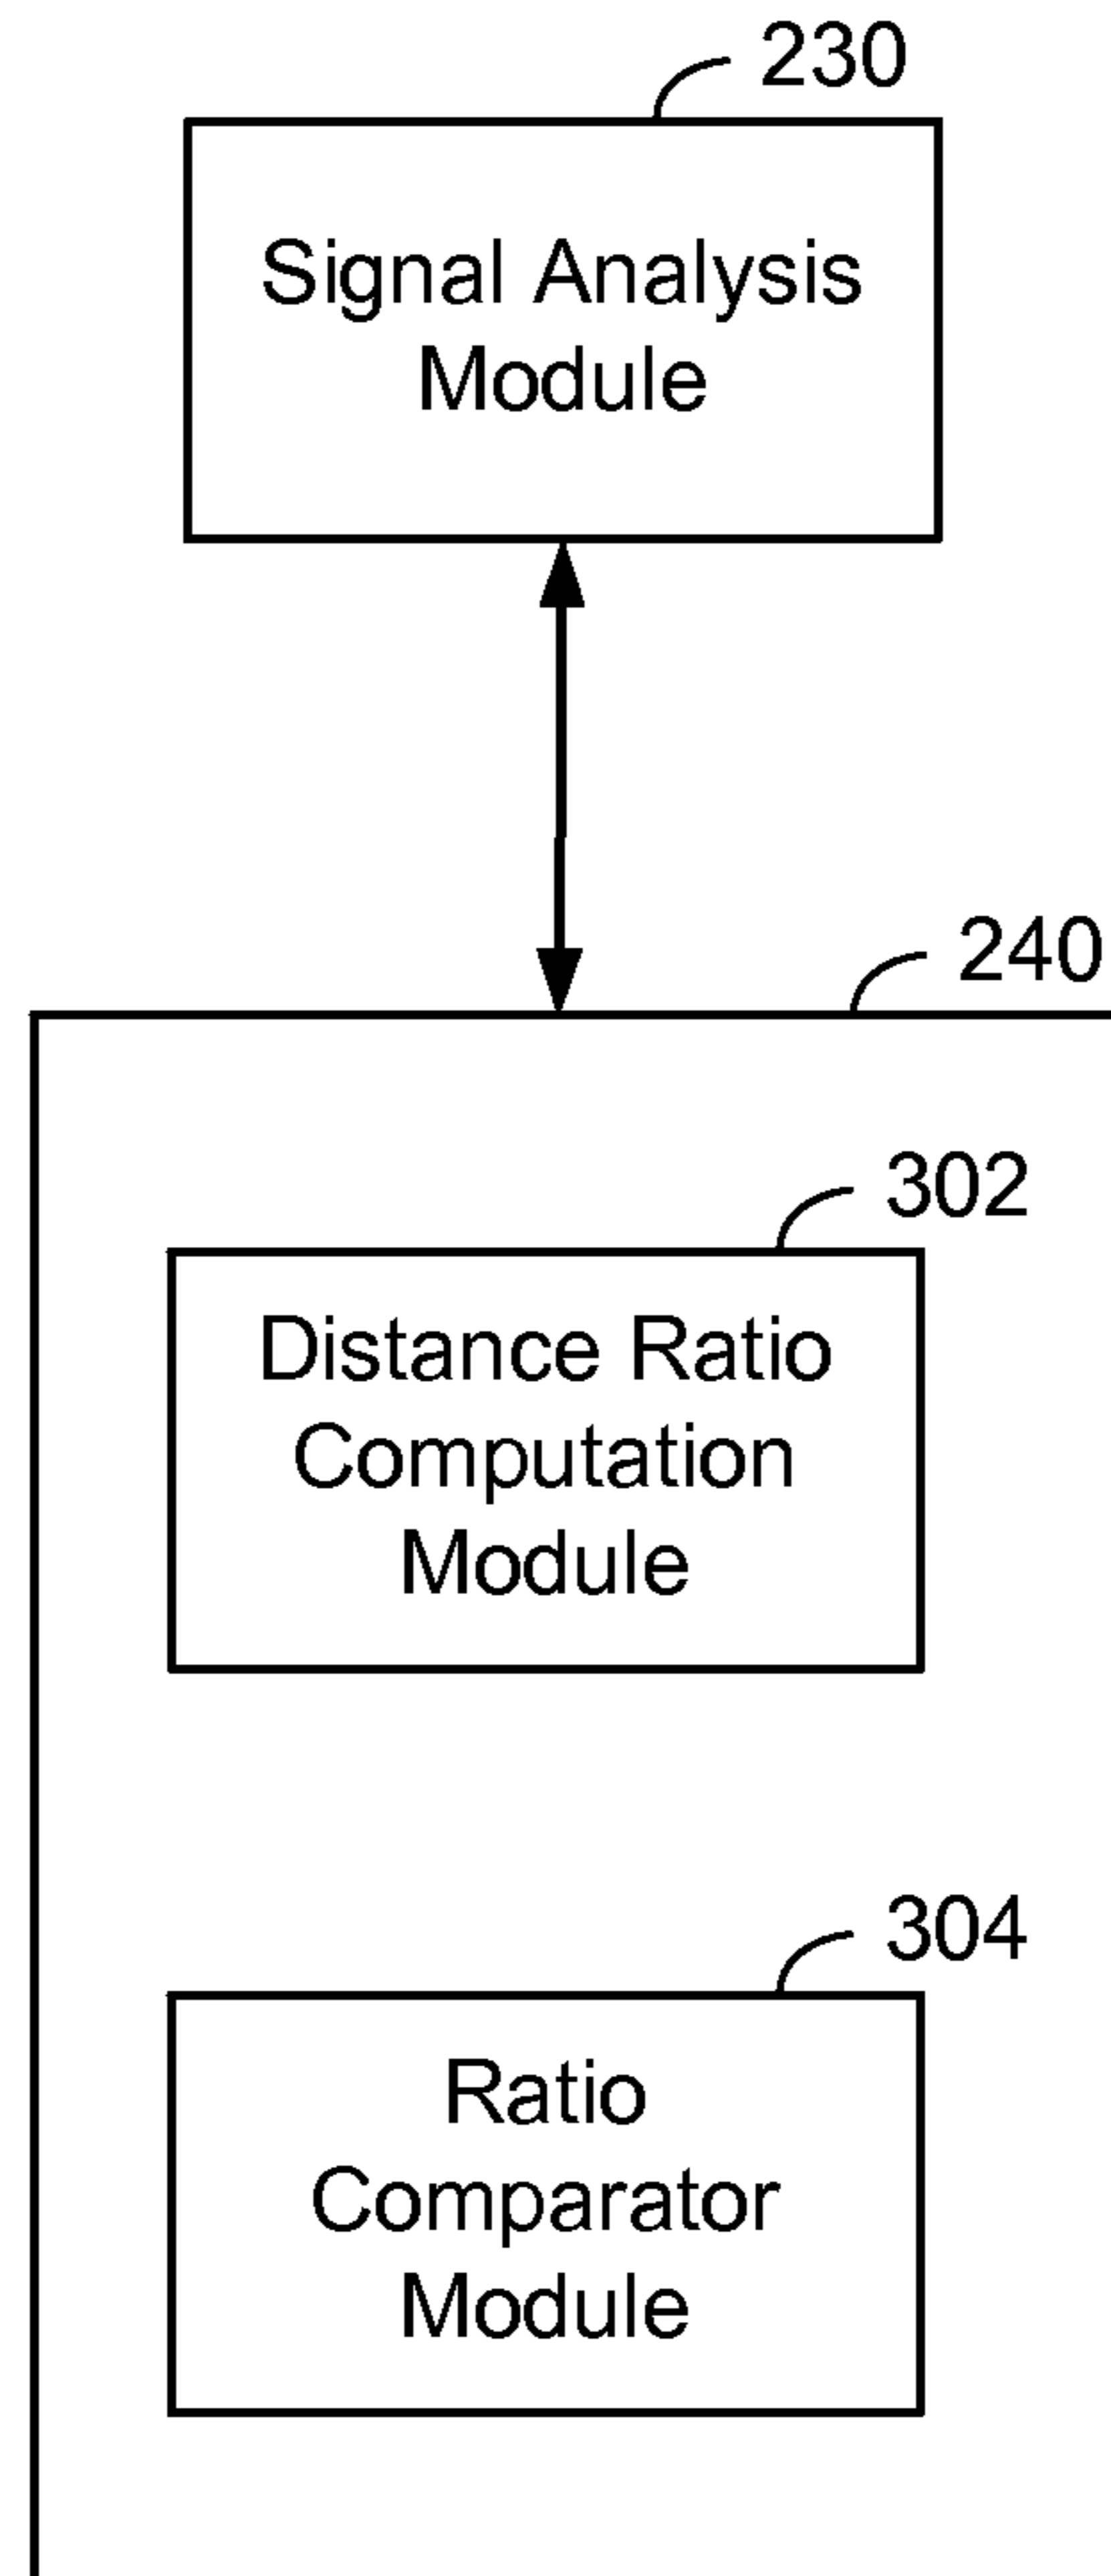 230
Signal Analysis
Module
240
302
Distance Ratio
Computation
Module
304
Ratio
Comparator
Module